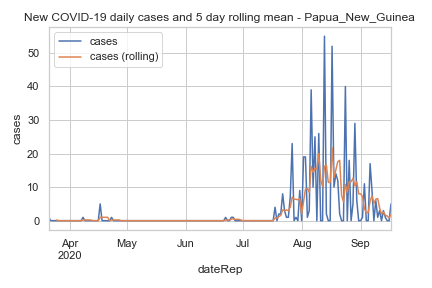 New COVID-19 daily cases and 5 day rolling mean - Papua_New_Guinea
cases
cases (rolling)
50
40
30
20
10
0
cases
Apr
2020
May
Jun
Jul
Aug
Sep
dateRep